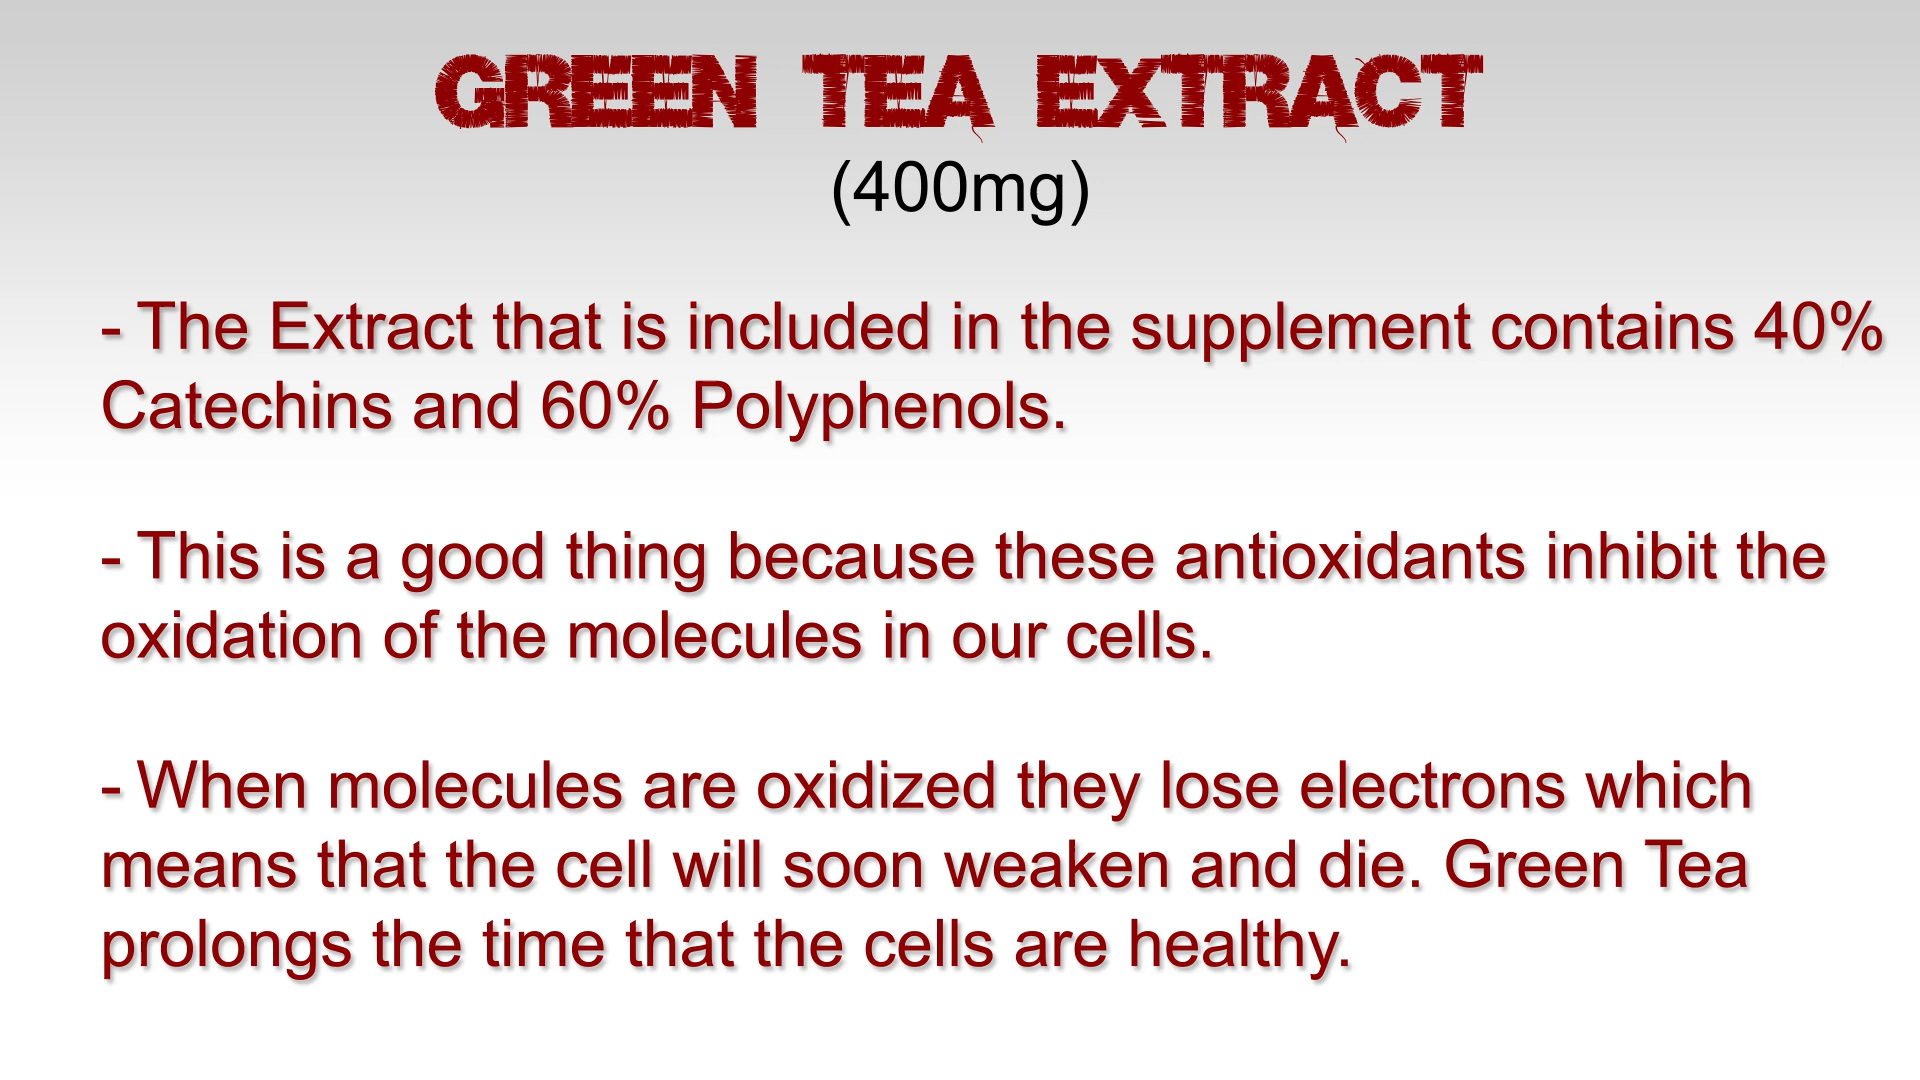 GREEN TEA EXTRACT
(400mg)
- The Extract that is included in the supplement contains 40%
Catechins and 60% Polyphenols.
- This is a good thing because these antioxidants inhibit the
oxidation of the molecules in our cells.
- When molecules are oxidized they lose electrons which
means that the cell will soon weaken and die. Green Tea
prolongs the time that the cells are healthy.